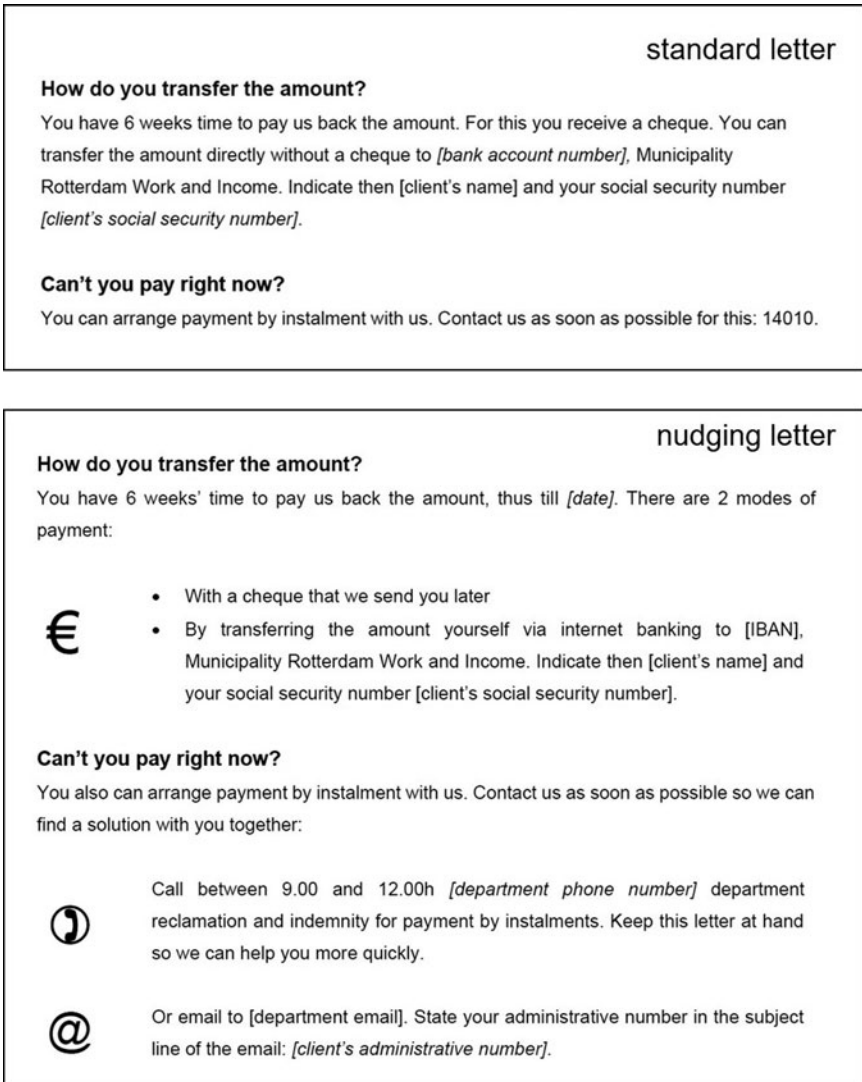 standard letter
How do you transfer the amount?
You have 6 weeks time to pay us back the amount. For this you receive a cheque. You can
transfer the amount directly without a cheque to [bank account number], Municipality
Rotterdam Work and Income. Indicate then [client's name] and your social security number
[client's social security number].
Can't you pay right now?
You can arrange payment by instalment with us. Contact us as soon as possible for this: 14010.
nudging letter
How do you transfer the amount?
You have 6 weeks' time to pay us back the amount, thus till [date]. There are 2 modes of
payment:
€
• With a cheque that we send you later
• By transferring the amount yourself via internet banking to [IBAN],
Municipality Rotterdam Work and Income. Indicate then [client's name] and
your social security number [client's social security number].
Can't you pay right now?
You also can arrange payment by instalment with us. Contact us as soon as possible so we can
find a solution with you together:
Call between 9.00 and 12.00h [department phone number] department
reclamation and indemnity for payment by instalments. Keep this letter at hand
so we can help you more quickly.
@
Or email to [department email]. State your administrative number in the subject
line of the email: [client's administrative number].